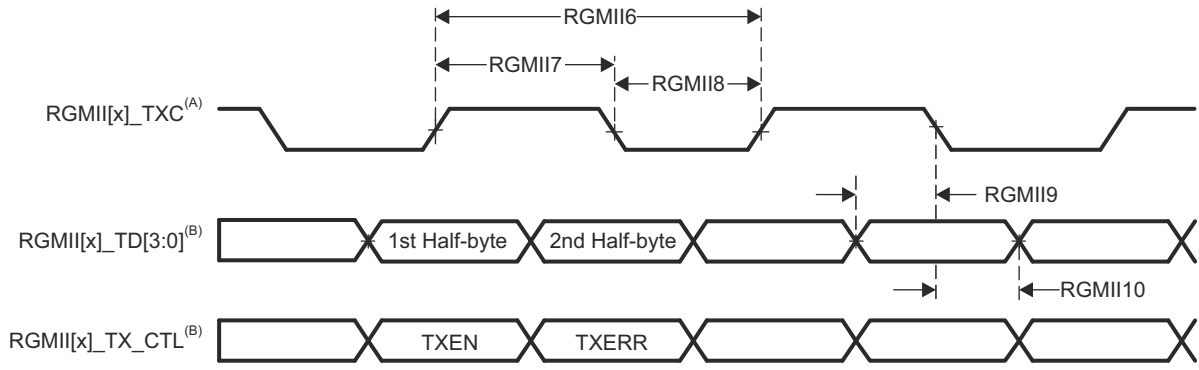 RGMII6
RGMII7
RGMII8
RGMII[x]_TXC(A)
RGMII9
RGMII[x]_TD[3:0](B)
1st Half-byte
2nd Half-byte
RGMII10
RGMII[x]_TX_CTL(B)
TXEN
TXERR